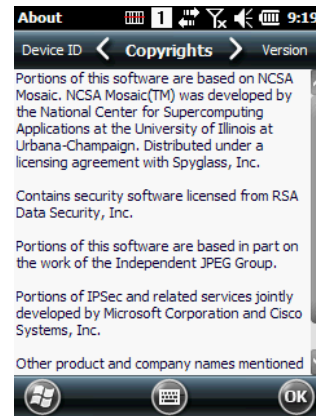 About 1 9:19
Device ID Copyrights Version
Portions of this software are based on NCSA
Mosaic. NCSA Mosaic(TM) was developed by
the National Center for Supercomputing
Applications at the University of Illinois at
Urbana-Champaign. Distributed under a
licensing agreement with Spyglass, Inc.
Contains security software licensed from RSA
Data Security, Inc.
Portions of this software are based in part on
the work of the Independent JPEG Group.
Portions of IPSec and related services jointly
developed by Microsoft Corporation and Cisco
Systems, Inc.
Other product and company names mentioned
OK